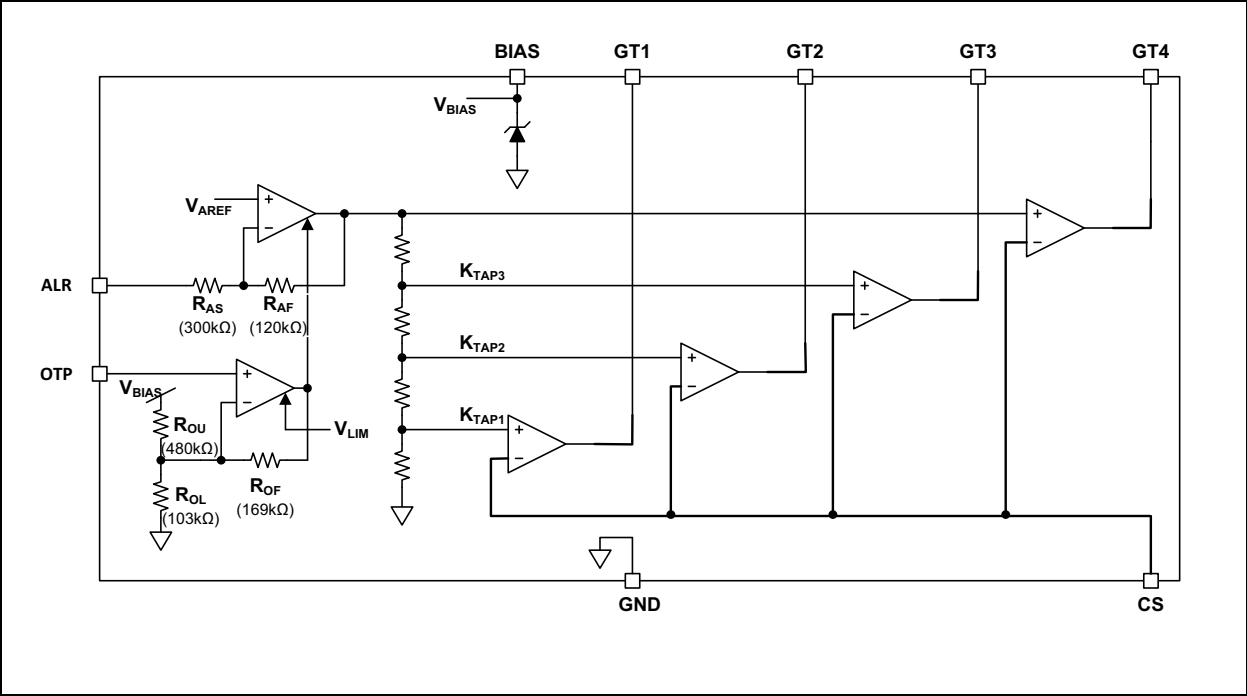 BIAS GT1 GT2 GT3 GT4
VBIAS
VAREF
ALR
RAS RAF
(300kΩ) (120kΩ)
KTAP3
OTP
VBIAS
KTAP2
ROU
(480kΩ)
VLIM
KTAP1
ROL
(103kΩ)
ROF
(169kΩ)
GND CS